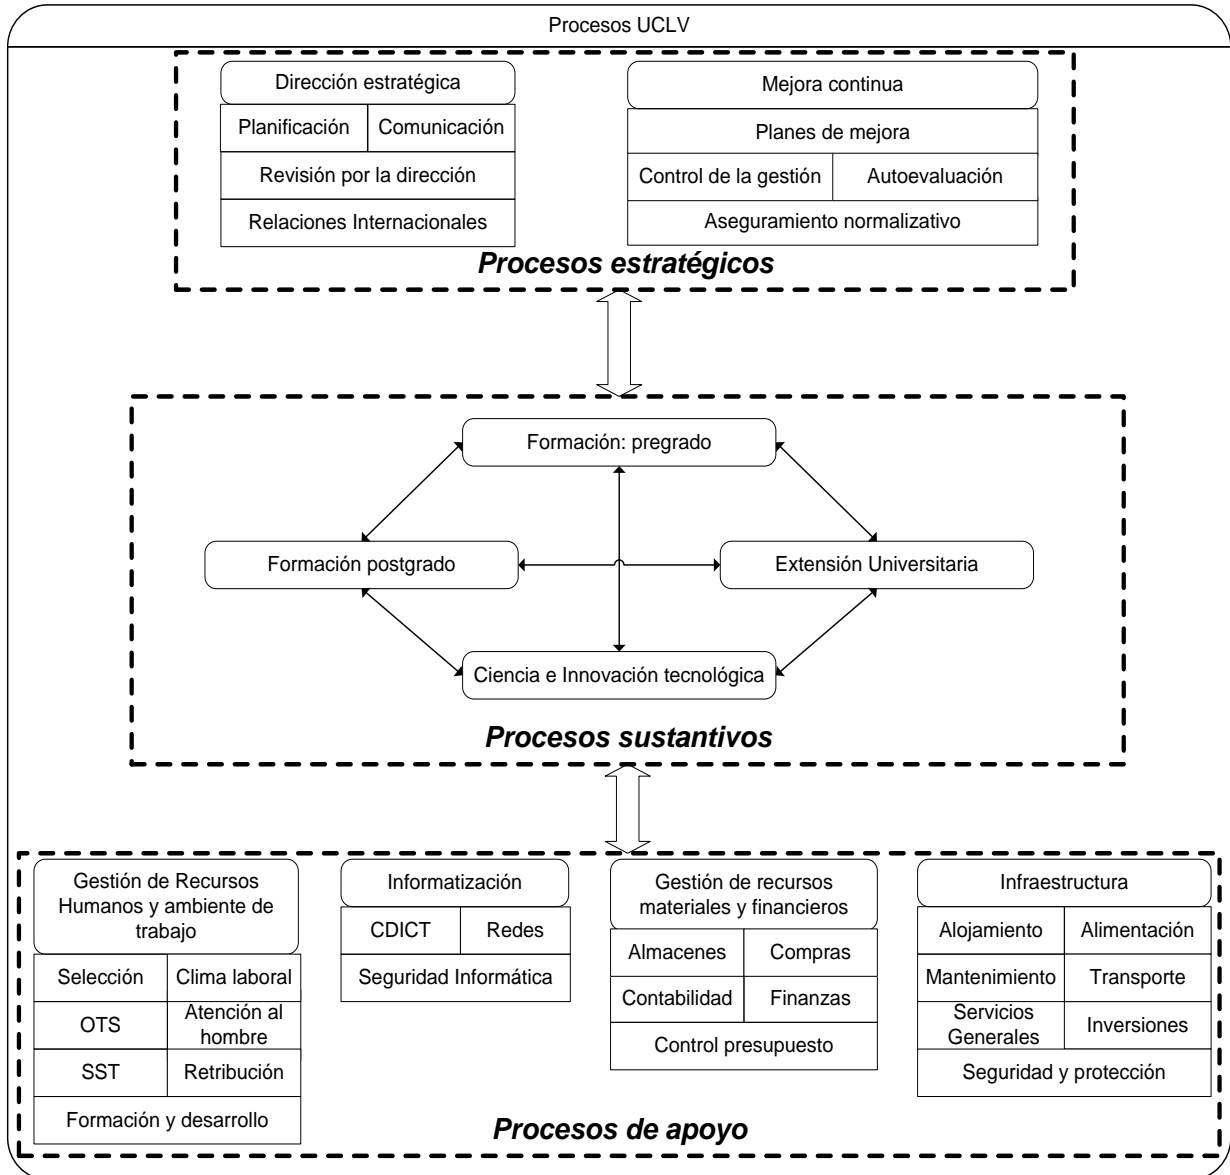 Procesos UCLV
Dirección estratégica
Planificación
Comunicación
Revisión por la dirección
Relaciones Internacionales
Mejora continua
Planes de mejora
Control de la gestión
Autoevaluación
Aseguramiento normalizativo
Procesos estratégicos
Formación: pregrado
Formación postgrado
Extensión Universitaria
Ciencia e Innovación tecnológica
Procesos sustantivos
Gestión de Recursos
Humanos y ambiente de
trabajo
Selección
Clima laboral
OTS
Atención al
hombre
SST
Retribución
Formación y desarrollo
Informatización
CDICT
Redes
Seguridad Informática
Gestión de recursos
materiales y financieros
Almacenes
Compras
Contabilidad
Finanzas
Control presupuesto
Infraestructura
Alojamiento
Alimentación
Mantenimiento
Transporte
Servicios
Generales
Inversiones
Seguridad y protección
Procesos de apoyo